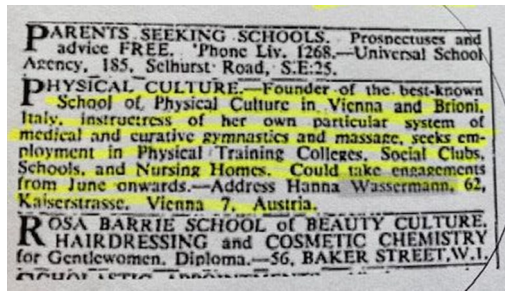 PARENTS SEEKING SCHOOLS. Prospectuses and
advice FREE. 'Phone Liv. 1268.—Universal School
Agency, 185, Selhurst Road, S.E.25.
PHYSICAL CULTURE.—Founder of the best-known
School of Physical Culture in Vienna and Brioni,
Italy, instructress of her own particular system of
medical and curative gymnastics and massage, seeks em-
ployment in Physical Training Colleges, Social Clubs,
Schools, and Nursing Homes. Could take engagements
from June onwards.—Address Hanna Wassermann, 62,
Kaiserstrasse, Vienna 7, Austria.
ROSA BARRIE SCHOOL of BEAUTY CULTURE,
HAIRDRESSING and COSMETIC CHEMISTRY
for Gentlewomen. Diploma.—56, BAKER STREET,W.1.
SCHOLASTIC APPOINTMENTS